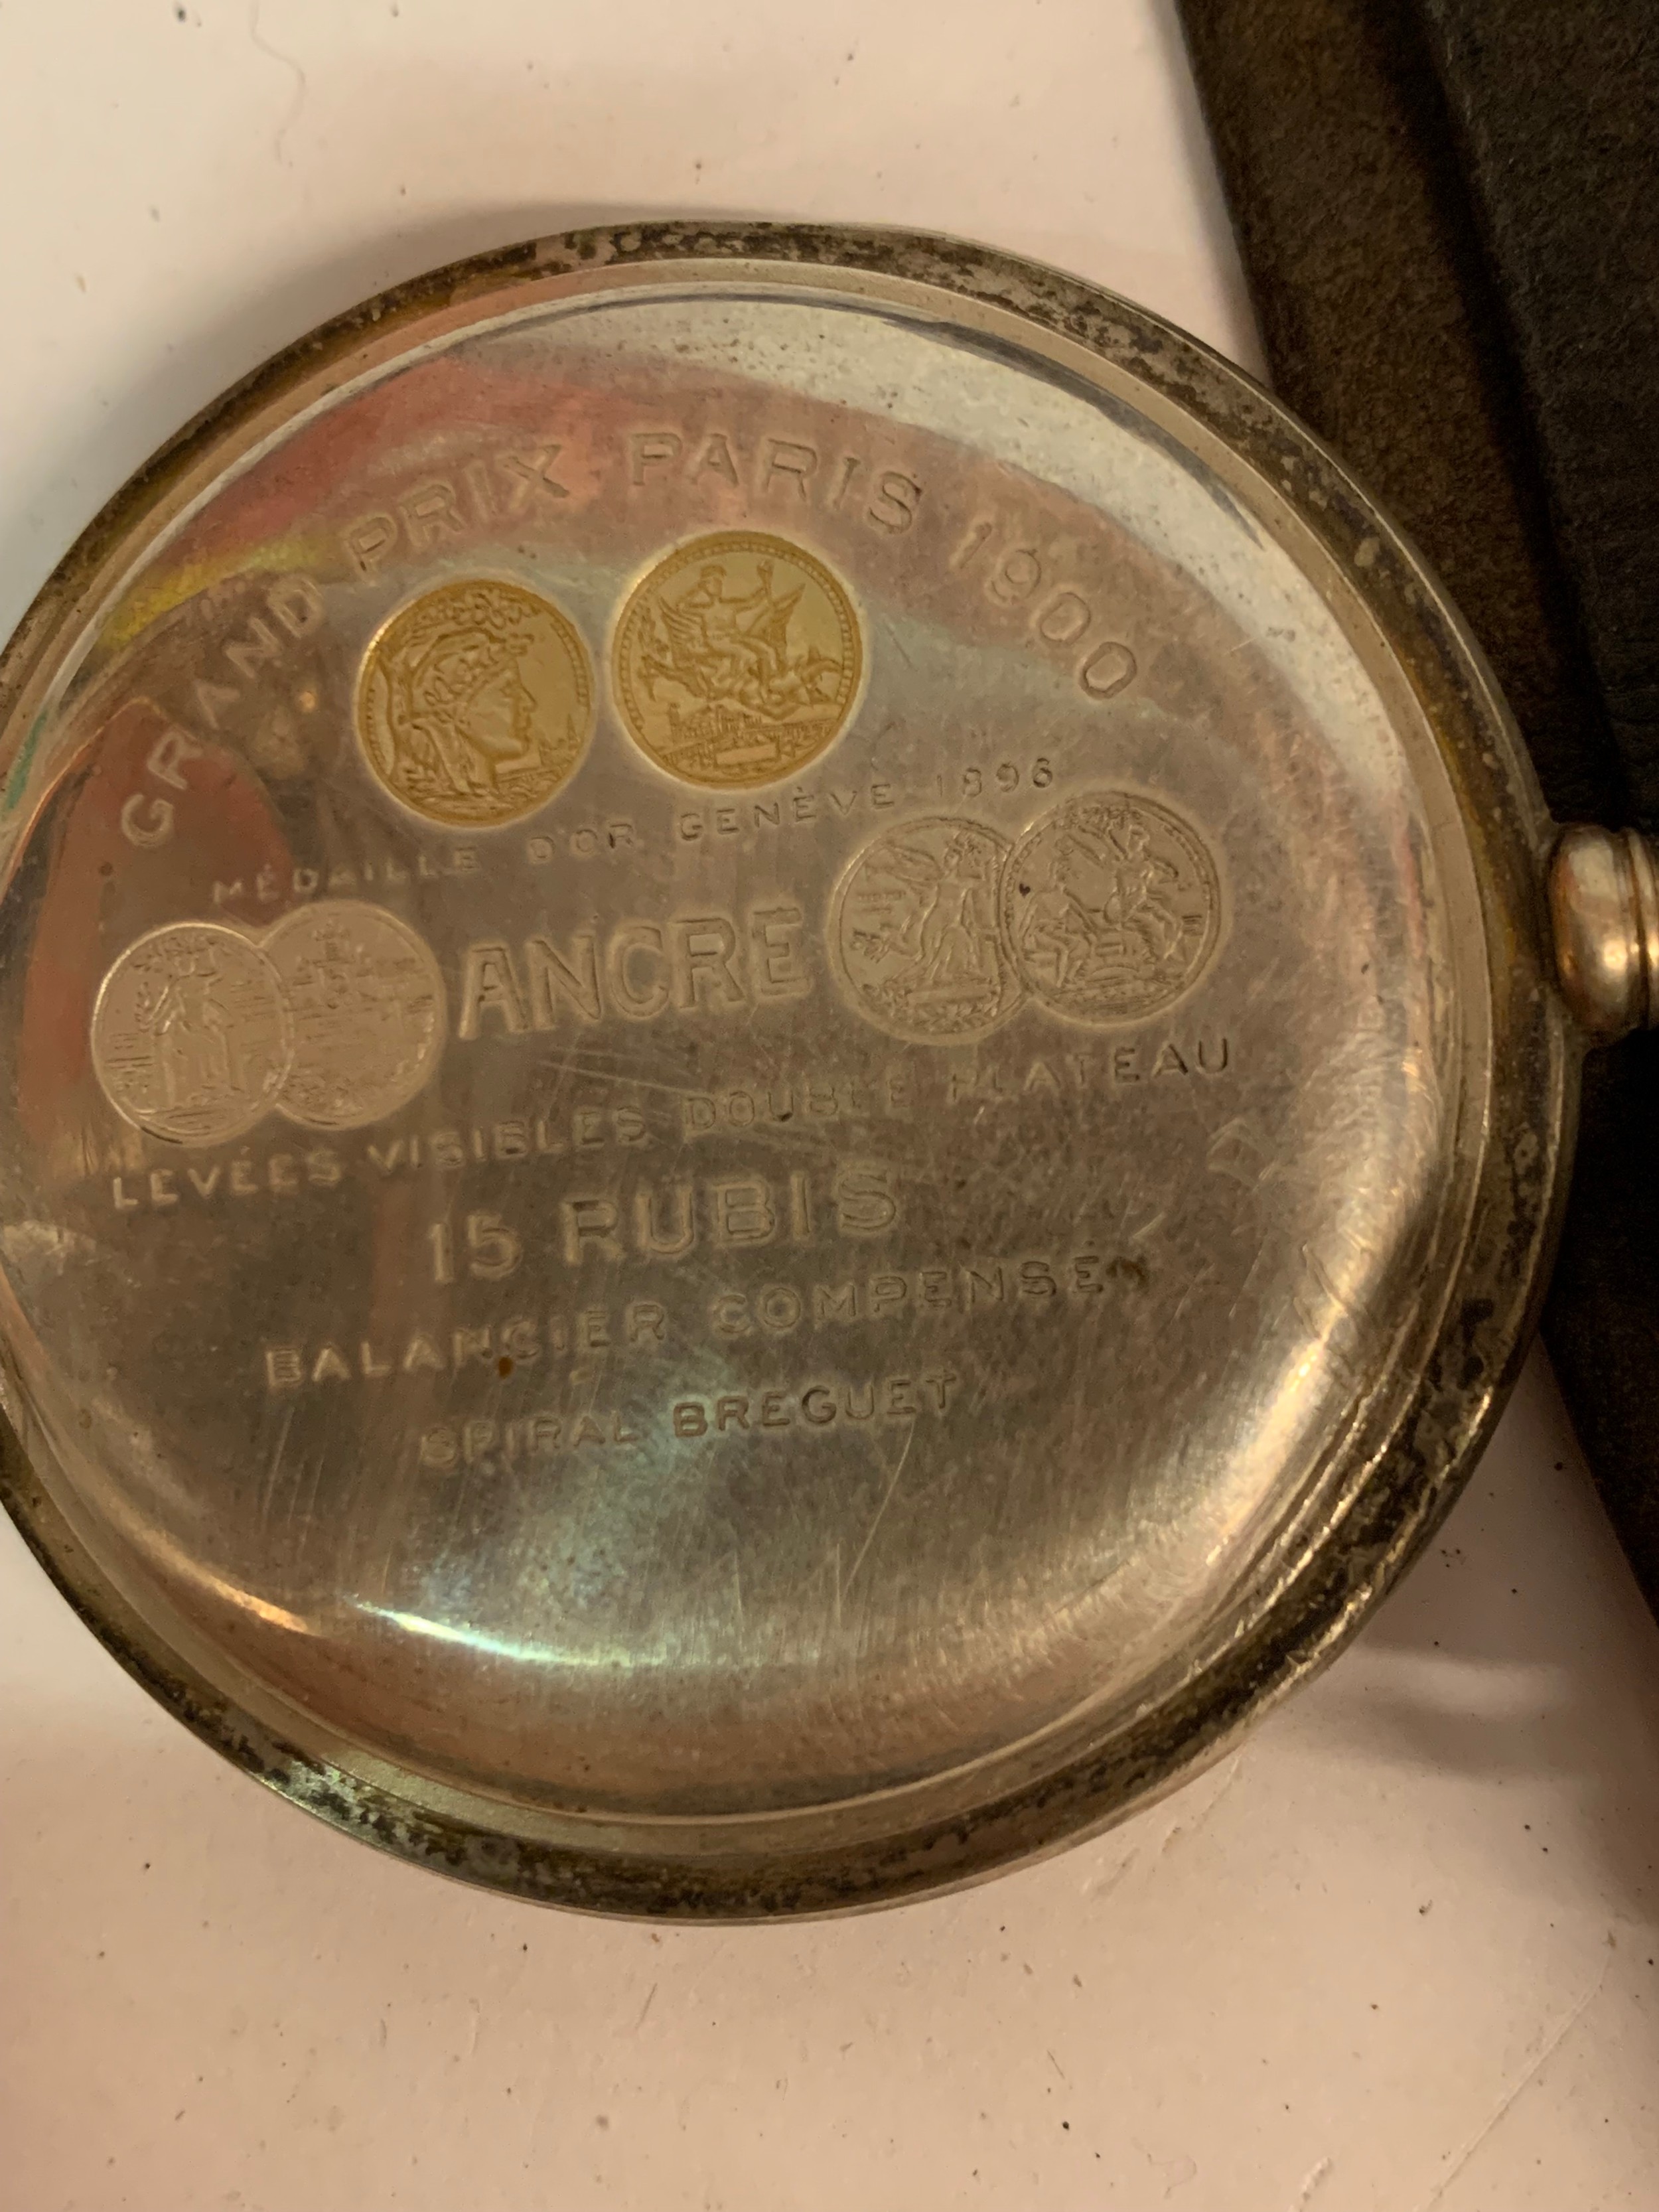 GRAND PRIX PARIS 1900
MÉDAILLE D'OR GENÈVE 1896
ANCRE
LEVÉES VISIBLES DOUBLE PLATEAU
15 RUBIS
BALANCIER COMPENSÉ
SPIRAL BREGUET